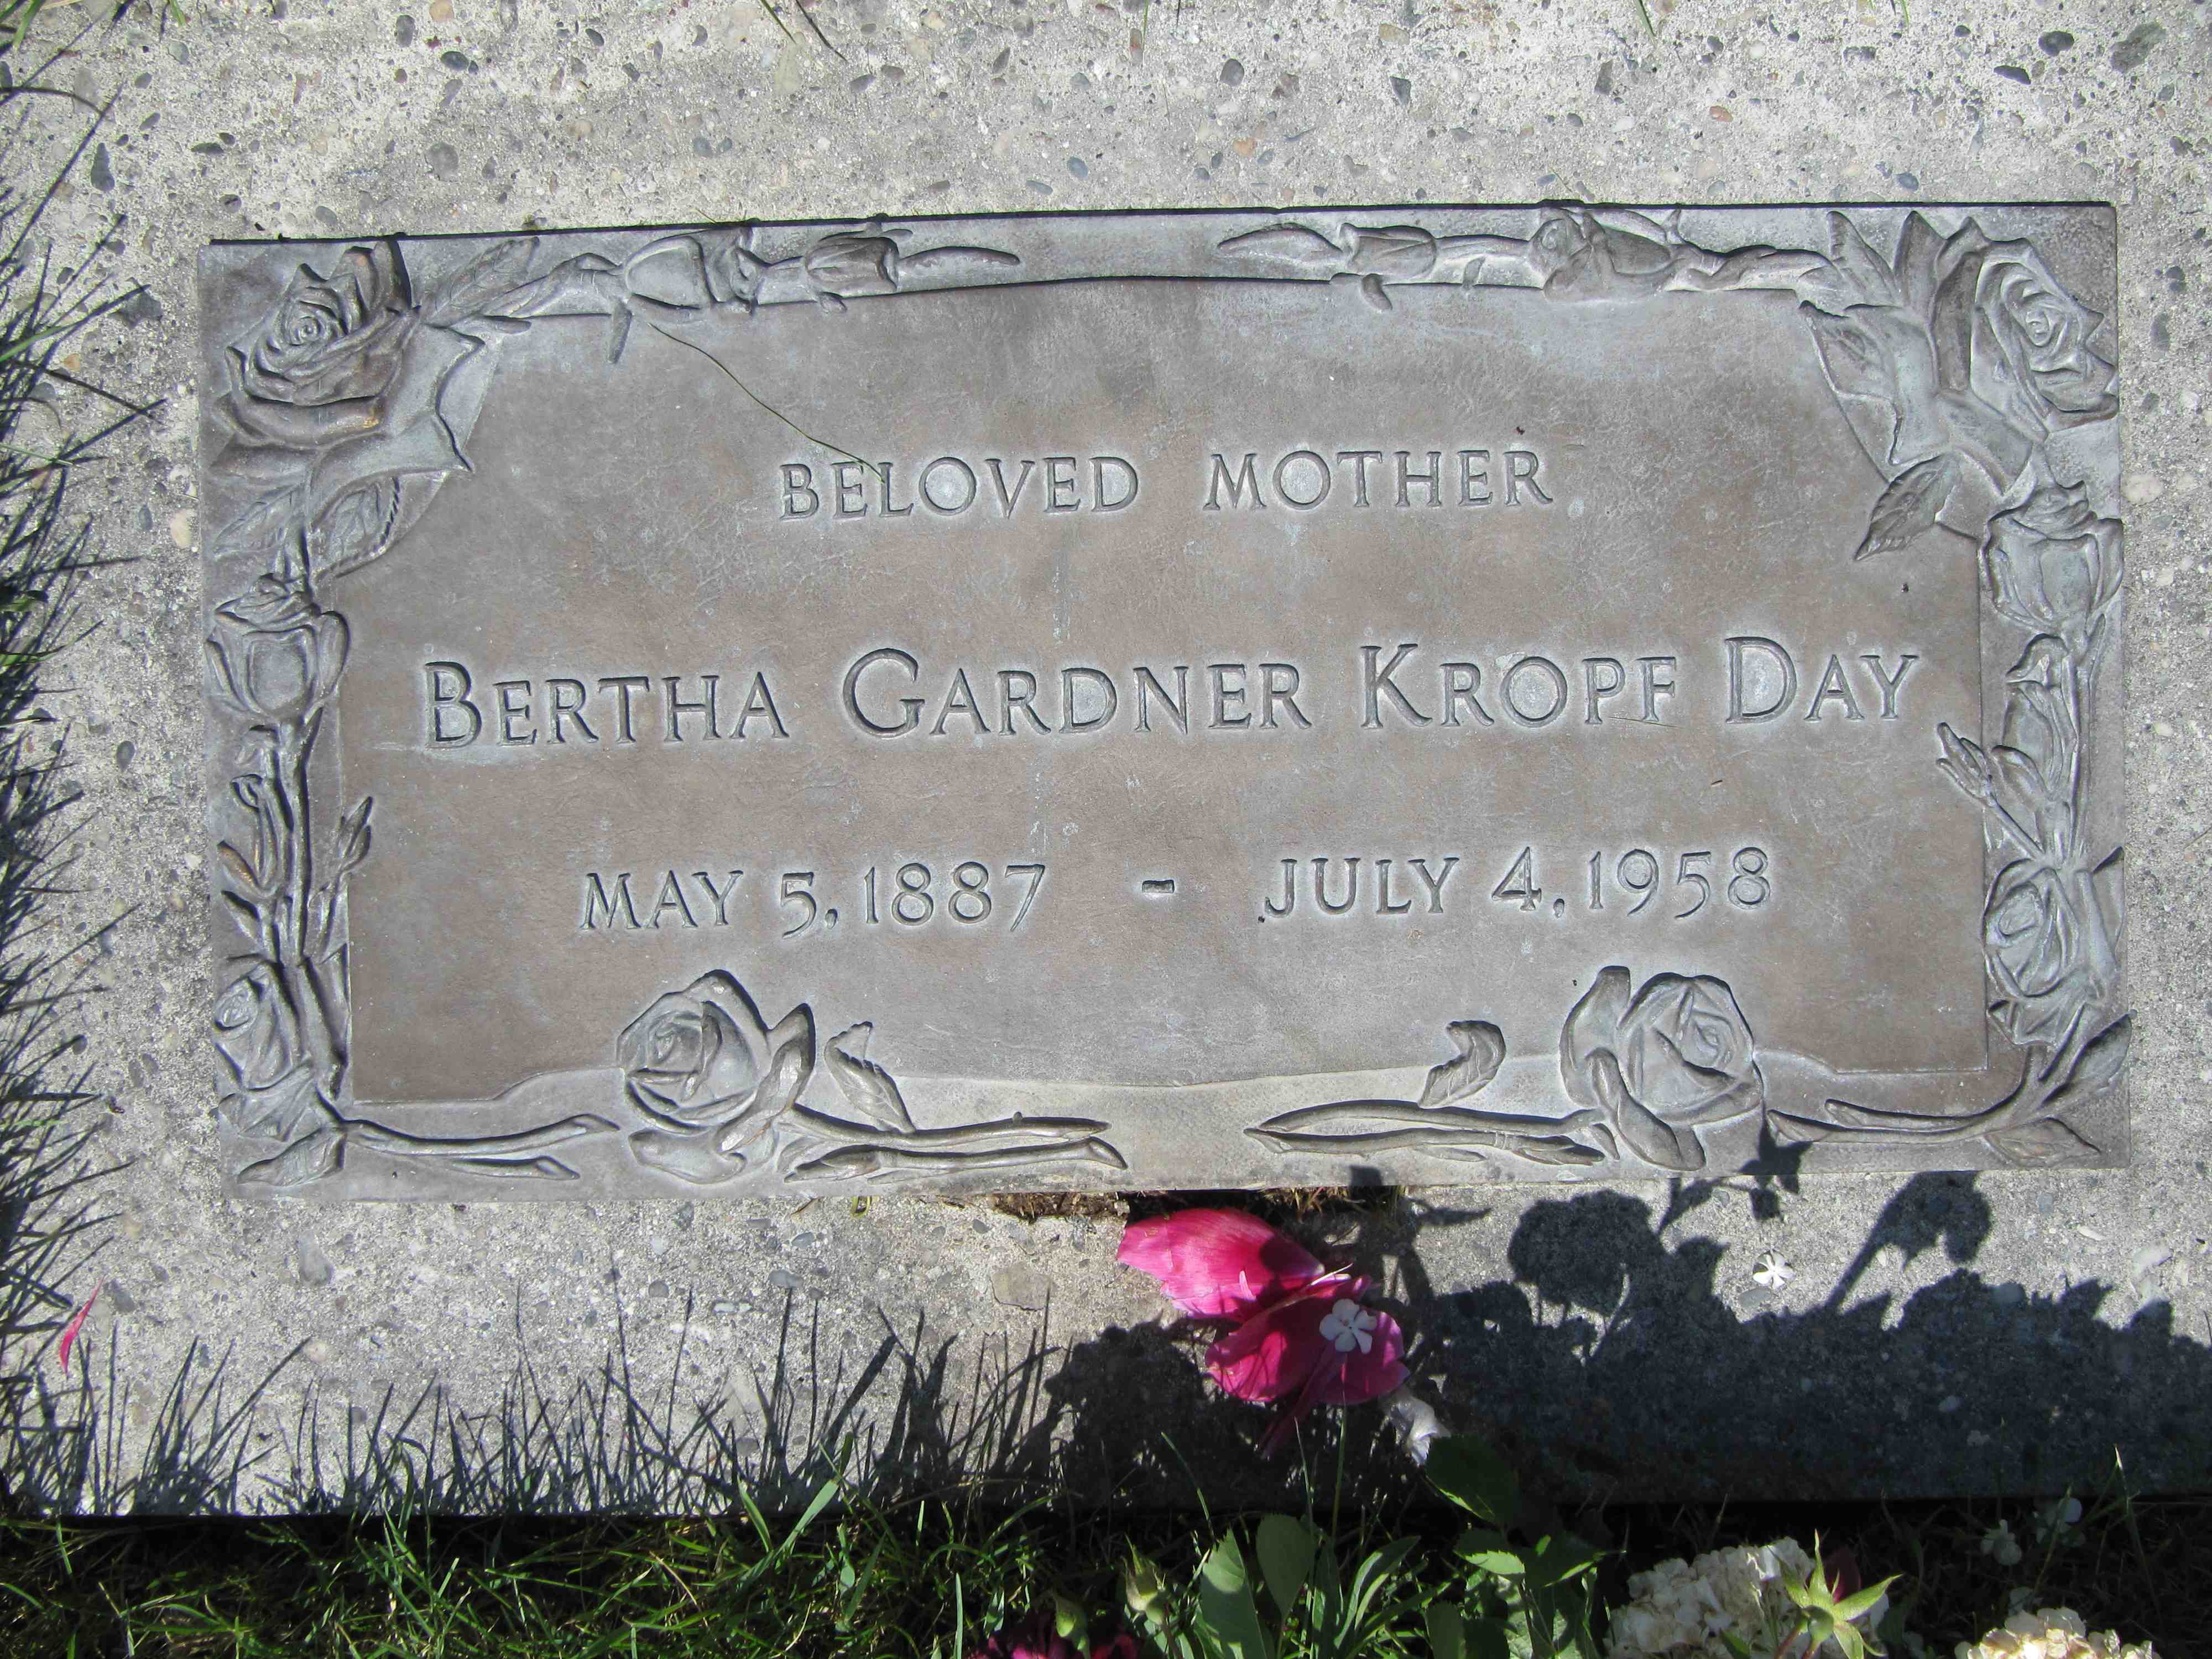 BELOVED MOTHER
BERTHA GARDNER KROPF DAY
MAY 5, 1887 - JULY 4, 1958